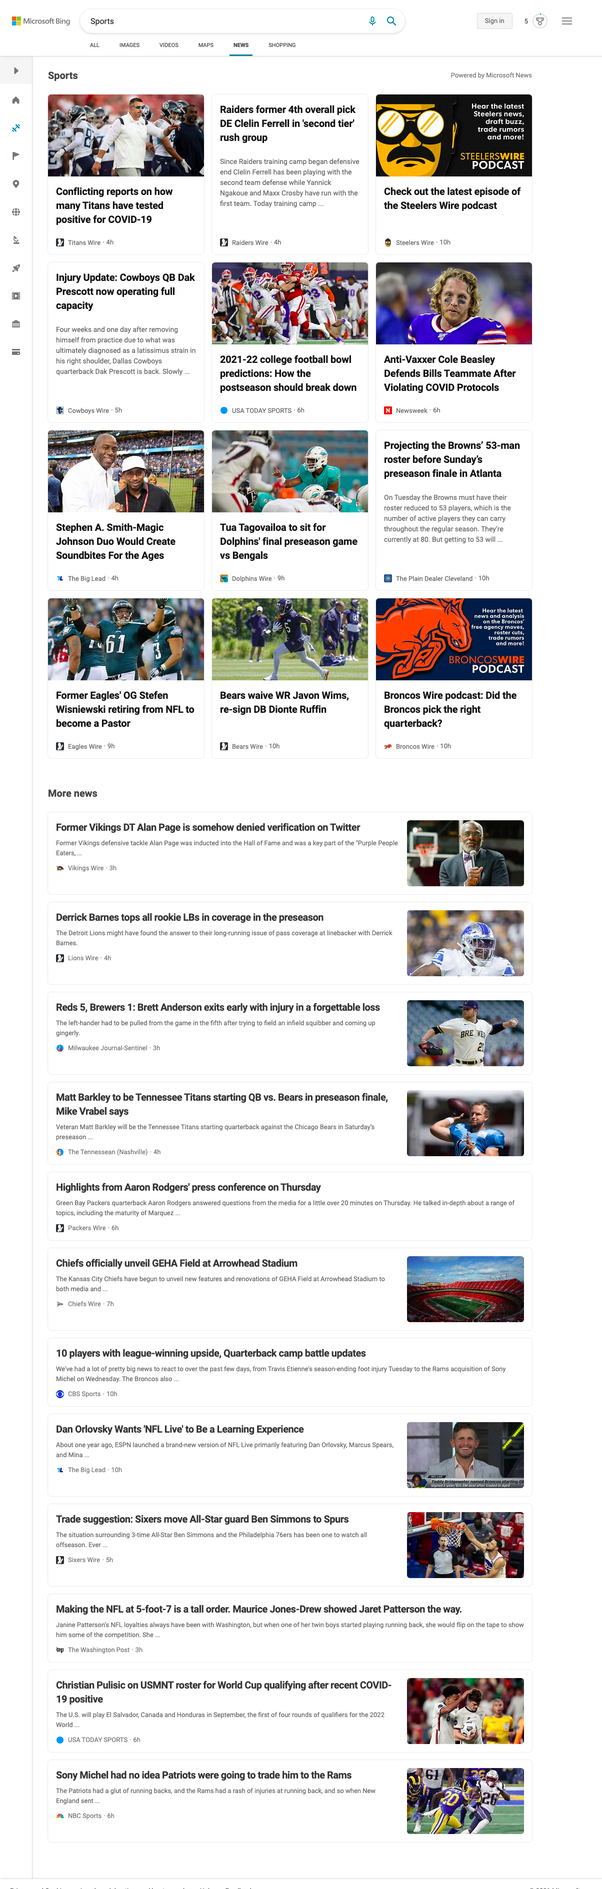 Microsoft Bing
Sports
Sign in
5
ALL
IMAGES
VIDEOS
MAPS
NEWS
SHOPPING
Sports
Powered by Microsoft News
Conflicting reports on how
many Titans have tested
positive for COVID-19
Titans Wire · 4h
Raiders former 4th overall pick
DE Clelin Ferrell in 'second tier'
rush group
Since Raiders training camp began defensive
end Clelin Ferrell has been playing with the
second team defense while Yannick
Ngakoue and Maxx Crosby have run with the
first team. Today training camp ...
Raiders Wire · 4h
Hear the latest
Steelers news,
draft buzz,
trade rumors
and more!
STEELERSWIRE
PODCAST
Check out the latest episode of
the Steelers Wire podcast
Steelers Wire · 10h
Injury Update: Cowboys QB Dak
Prescott now operating full
capacity
Four weeks and one day after removing
himself from practice due to what was
ultimately diagnosed as a latissimus strain in
his right shoulder, Dallas Cowboys
quarterback Dak Prescott is back. Slowly ...
Cowboys Wire · 5h
2021-22 college football bowl
predictions: How the
postseason should break down
USA TODAY SPORTS · 6h
Anti-Vaxxer Cole Beasley
Defends Bills Teammate After
Violating COVID Protocols
Newsweek · 6h
Stephen A. Smith-Magic
Johnson Duo Would Create
Soundbites For the Ages
The Big Lead · 4h
Tua Tagovailoa to sit for
Dolphins' final preseason game
vs Bengals
Dolphins Wire · 9h
Projecting the Browns' 53-man
roster before Sunday's
preseason finale in Atlanta
On Tuesday the Browns must have their
roster reduced to 53 players, which is the
number of active players they can carry
throughout the regular season. They're
currently at 80. But getting to 53 will ...
The Plain Dealer Cleveland · 10h
61
Former Eagles' OG Stefen
Wisniewski retiring from NFL to
become a Pastor
Eagles Wire · 9h
Bears waive WR Javon Wims,
re-sign DB Dionte Ruffin
Bears Wire · 10h
Hear the latest
news and analysis
on the Broncos'
free agency moves,
roster cuts,
trade rumors
and more!
BRONCOSWIRE
PODCAST
Broncos Wire podcast: Did the
Broncos pick the right
quarterback?
Broncos Wire · 10h
More news
Former Vikings DT Alan Page is somehow denied verification on Twitter
Former Vikings defensive tackle Alan Page was inducted into the Hall of Fame and was a key part of the "Purple People
Eaters, ...
Vikings Wire · 3h
Derrick Barnes tops all rookie LBs in coverage in the preseason
The Detroit Lions might have found the answer to their long-running issue of pass coverage at linebacker with Derrick
Barnes.
Lions Wire · 4h
Reds 5, Brewers 1: Brett Anderson exits early with injury in a forgettable loss
The left-hander had to be pulled from the game in the fifth after trying to field an infield squibber and coming up
gingerly.
Milwaukee Journal-Sentinel · 3h
Matt Barkley to be Tennessee Titans starting QB vs. Bears in preseason finale,
Mike Vrabel says
Veteran Matt Barkley will be the Tennessee Titans starting quarterback against the Chicago Bears in Saturday's
preseason ...
The Tennessean (Nashville) · 4h
Highlights from Aaron Rodgers' press conference on Thursday
Green Bay Packers quarterback Aaron Rodgers answered questions from the media for a little over 20 minutes on Thursday. He talked in-depth about a range of
topics, including the maturity of Marquez ...
Packers Wire · 6h
Chiefs officially unveil GEHA Field at Arrowhead Stadium
The Kansas City Chiefs have begun to unveil new features and renovations of GEHA Field at Arrowhead Stadium to
both media and ...
Chiefs Wire · 7h
10 players with league-winning upside, Quarterback camp battle updates
We've had a lot of pretty big news to react to over the past few days, from Travis Etienne's season-ending foot injury Tuesday to the Rams acquisition of Sony
Michel on Wednesday. The Broncos also ...
CBS Sports · 10h
Dan Orlovsky Wants 'NFL Live' to Be a Learning Experience
About one year ago, ESPN launched a brand-new version of NFL Live primarily featuring Dan Orlovsky, Marcus Spears,
and Mina ...
The Big Lead · 10h
Trade suggestion: Sixers move All-Star guard Ben Simmons to Spurs
The situation surrounding 3-time All-Star Ben Simmons and the Philadelphia 76ers has been one to watch all
offseason. Ever ...
Sixers Wire · 5h
Making the NFL at 5-foot-7 is a tall order. Maurice Jones-Drew showed Jaret Patterson the way.
Janine Patterson's NFL loyalties always have been with Washington, but when one of her twin boys started playing running back, she would flip on the tape to show
him some of the competition. She ...
The Washington Post · 3h
Christian Pulisic on USMNT roster for World Cup qualifying after recent COVID-
19 positive
The U.S. will play El Salvador, Canada and Honduras in September, the first of four rounds of qualifiers for the 2022
World ...
USA TODAY SPORTS · 6h
Sony Michel had no idea Patriots were going to trade him to the Rams
The Patriots had a glut of running backs, and the Rams had a rash of injuries at running back, and so when New
England sent ...
NBC Sports · 6h